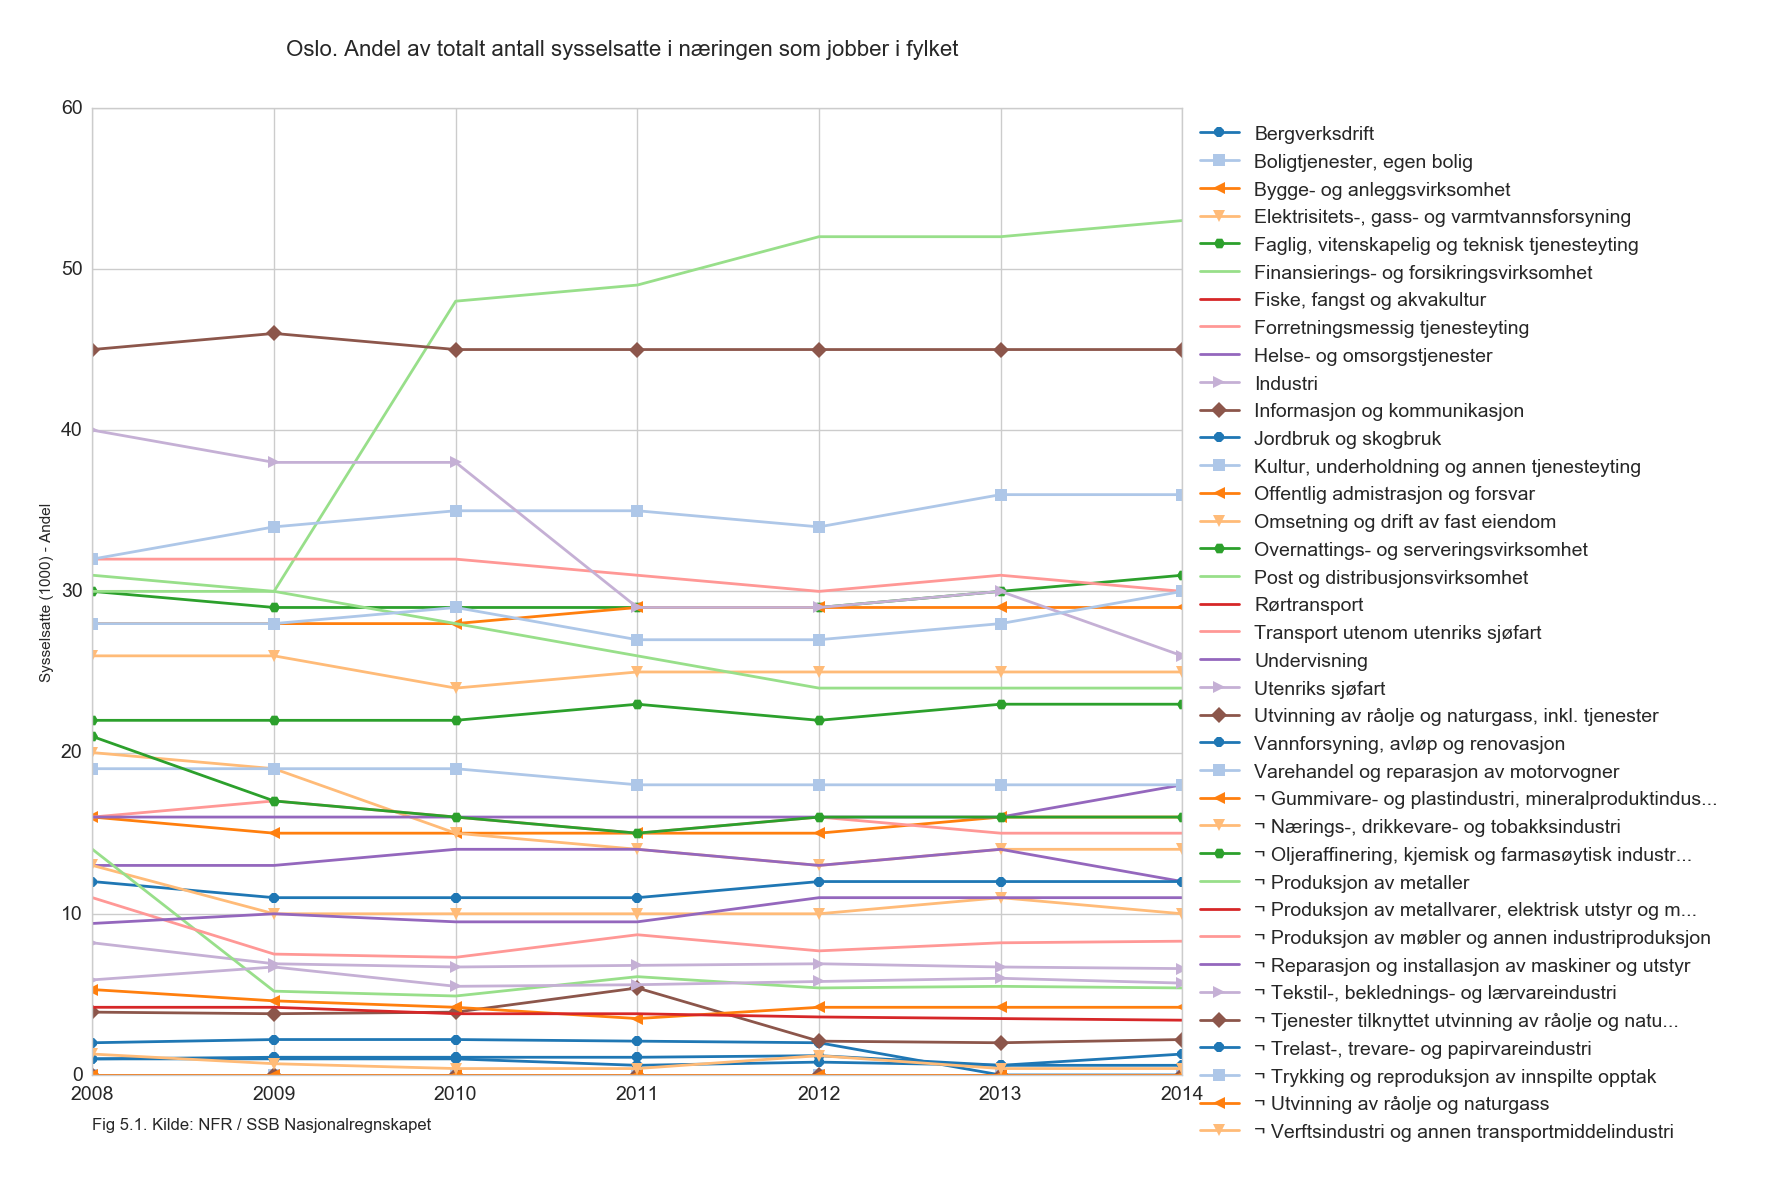 Oslo. Andel av totalt antall sysselsatte i næringen som jobber i fylket
60
50
40
30
20
10
0
Sysselsatte (1000) - Andel
2008 2009 2010 2011 2012 2013 2014
Bergverksdrift
Boligtjenester, egen bolig
Bygge- og anleggsvirksomhet
Elektrisitets-, gass- og varmtvannsforsyning
Faglig, vitenskapelig og teknisk tjenesteyting
Finansierings- og forsikringsvirksomhet
Fiske, fangst og akvakultur
Forretningsmessig tjenesteyting
Helse- og omsorgstjenester
Industri
Informasjon og kommunikasjon
Jordbruk og skogbruk
Kultur, underholdning og annen tjenesteyting
Offentlig admistrasjon og forsvar
Omsetning og drift av fast eiendom
Overnattings- og serveringsvirksomhet
Post og distribusjonsvirksomhet
Rørtransport
Transport utenom utenriks sjøfart
Undervisning
Utenriks sjøfart
Utvinning av råolje og naturgass, inkl. tjenester
Vannforsyning, avløp og renovasjon
Varehandel og reparasjon av motorvogner
¬ Gummivare- og plastindustri, mineralproduktindus...
¬ Nærings-, drikkevare- og tobakksindustri
¬ Oljeraffinering, kjemisk og farmasøytisk industr...
¬ Produksjon av metaller
¬ Produksjon av metallvarer, elektrisk utstyr og m...
¬ Produksjon av møbler og annen industriproduksjon
¬ Reparasjon og installasjon av maskiner og utstyr
¬ Tekstil-, beklednings- og lærvareindustri
¬ Tjenester tilknyttet utvinning av råolje og natu...
¬ Trelast-, trevare- og papirvareindustri
¬ Trykking og reproduksjon av innspilte opptak
¬ Utvinning av råolje og naturgass
¬ Verftsindustri og annen transportmiddelindustri
Fig 5.1. Kilde: NFR / SSB Nasjonalregnskapet